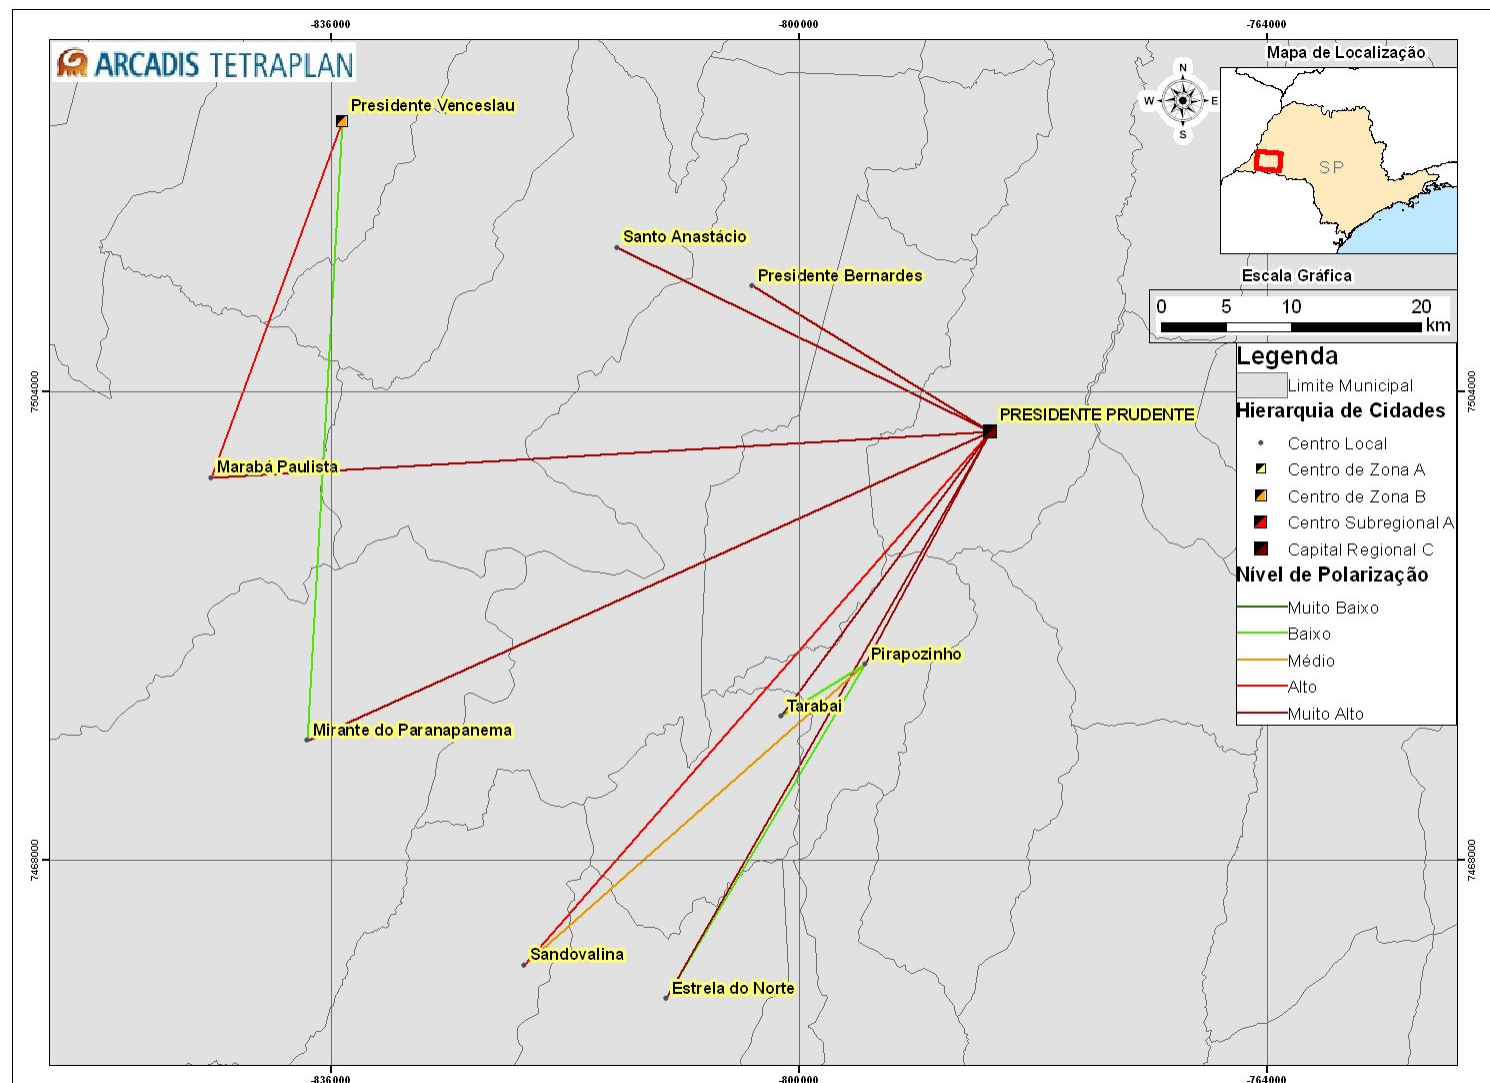 -836000
-800000
-764000
ARCADIS TETRAPLAN
Mapa de Localização
N
W
E
S
SP
Presidente Venceslau
Santo Anastácio
Presidente Bernardes
Escala Gráfica
0 5 10 20
km
Legenda
Limite Municipal
Hierarquia de Cidades
Centro Local
Centro de Zona A
Centro de Zona B
Centro Subregional A
Capital Regional C
Nível de Polarização
Muito Baixo
Baixo
Médio
Alto
Muito Alto
7504000
7504000
PRESIDENTE PRUDENTE
Marabá Paulista
Pirapozinho
Tarabai
Mirante do Paranapanema
7468000
7468000
Sandovalina
Estrela do Norte
-836000
-800000
-764000